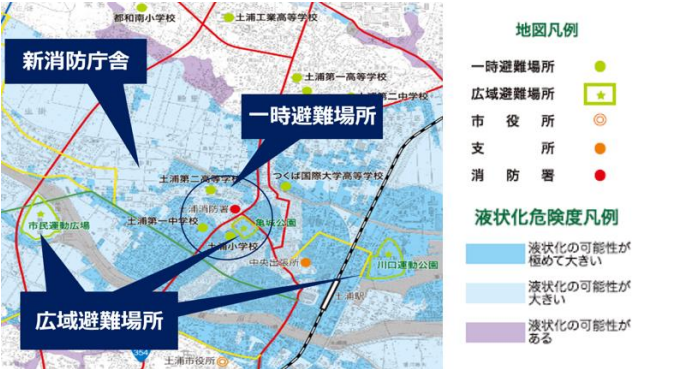 都和南小学校
土浦工業高等学校
新消防庁舎
土浦第一高等学校
第二中学校
一時避難場所
土浦第二高等学校
つくば国際大学高等学校
土浦消防署
市民運動広場
土浦第一中学校
亀城公園
土浦小学校
中央出張所
川口運動公園
広域避難場所
土浦駅
354
土浦市役所
地図凡例
一時避難場所
広域避難場所
市役所
支所
消防署
液状化危険度凡例
液状化の可能性が
極めて大きい
液状化の可能性が
大きい
液状化の可能性が
ある